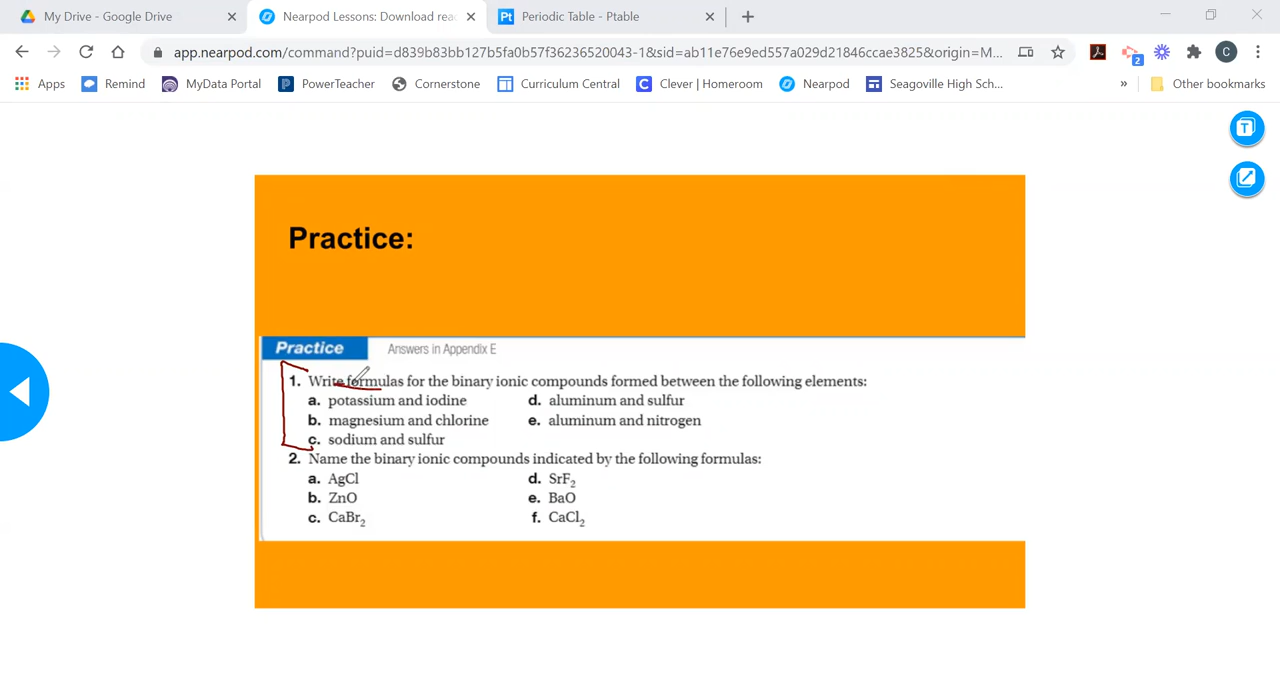 My Drive - Google Drive
Nearpod Lessons: Download rea
Periodic Table - Ptable
app.nearpod.com/command?puid=d839b83bb127b5fa0b57f36236520043-1&sid=ab11e76e9ed557a029d21846ccae3825&origin=M...
C
2
Apps
Remind
MyData Portal
PowerTeacher
Cornerstone
Curriculum Central
Clever | Homeroom
Nearpod
Seagoville High Sch...
»
Other bookmarks
T
Practice:
Practice
Answers in Appendix E
1. Write formulas for the binary ionic compounds formed between the following elements:
a. potassium and iodine d. aluminum and sulfur
b. magnesium and chlorine e. aluminum and nitrogen
c. sodium and sulfur
2. Name the binary ionic compounds indicated by the following formulas:
a. AgCl d. SrF₂
b. ZnO e. BaO
c. CaBr₂ f. CaCl₂